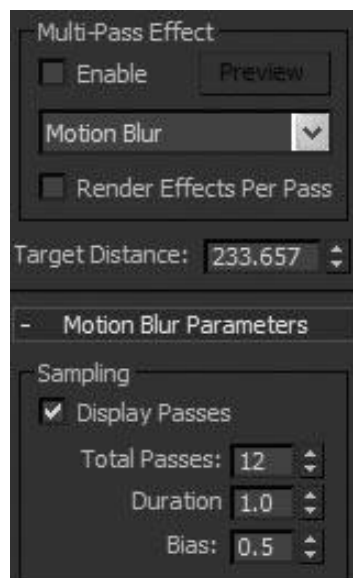 Multi-Pass Effect
Enable Preview
Motion Blur
Render Effects Per Pass
Target Distance: 233.657
- Motion Blur Parameters
Sampling
Display Passes
Total Passes: 12
Duration 1.0
Bias: 0.5